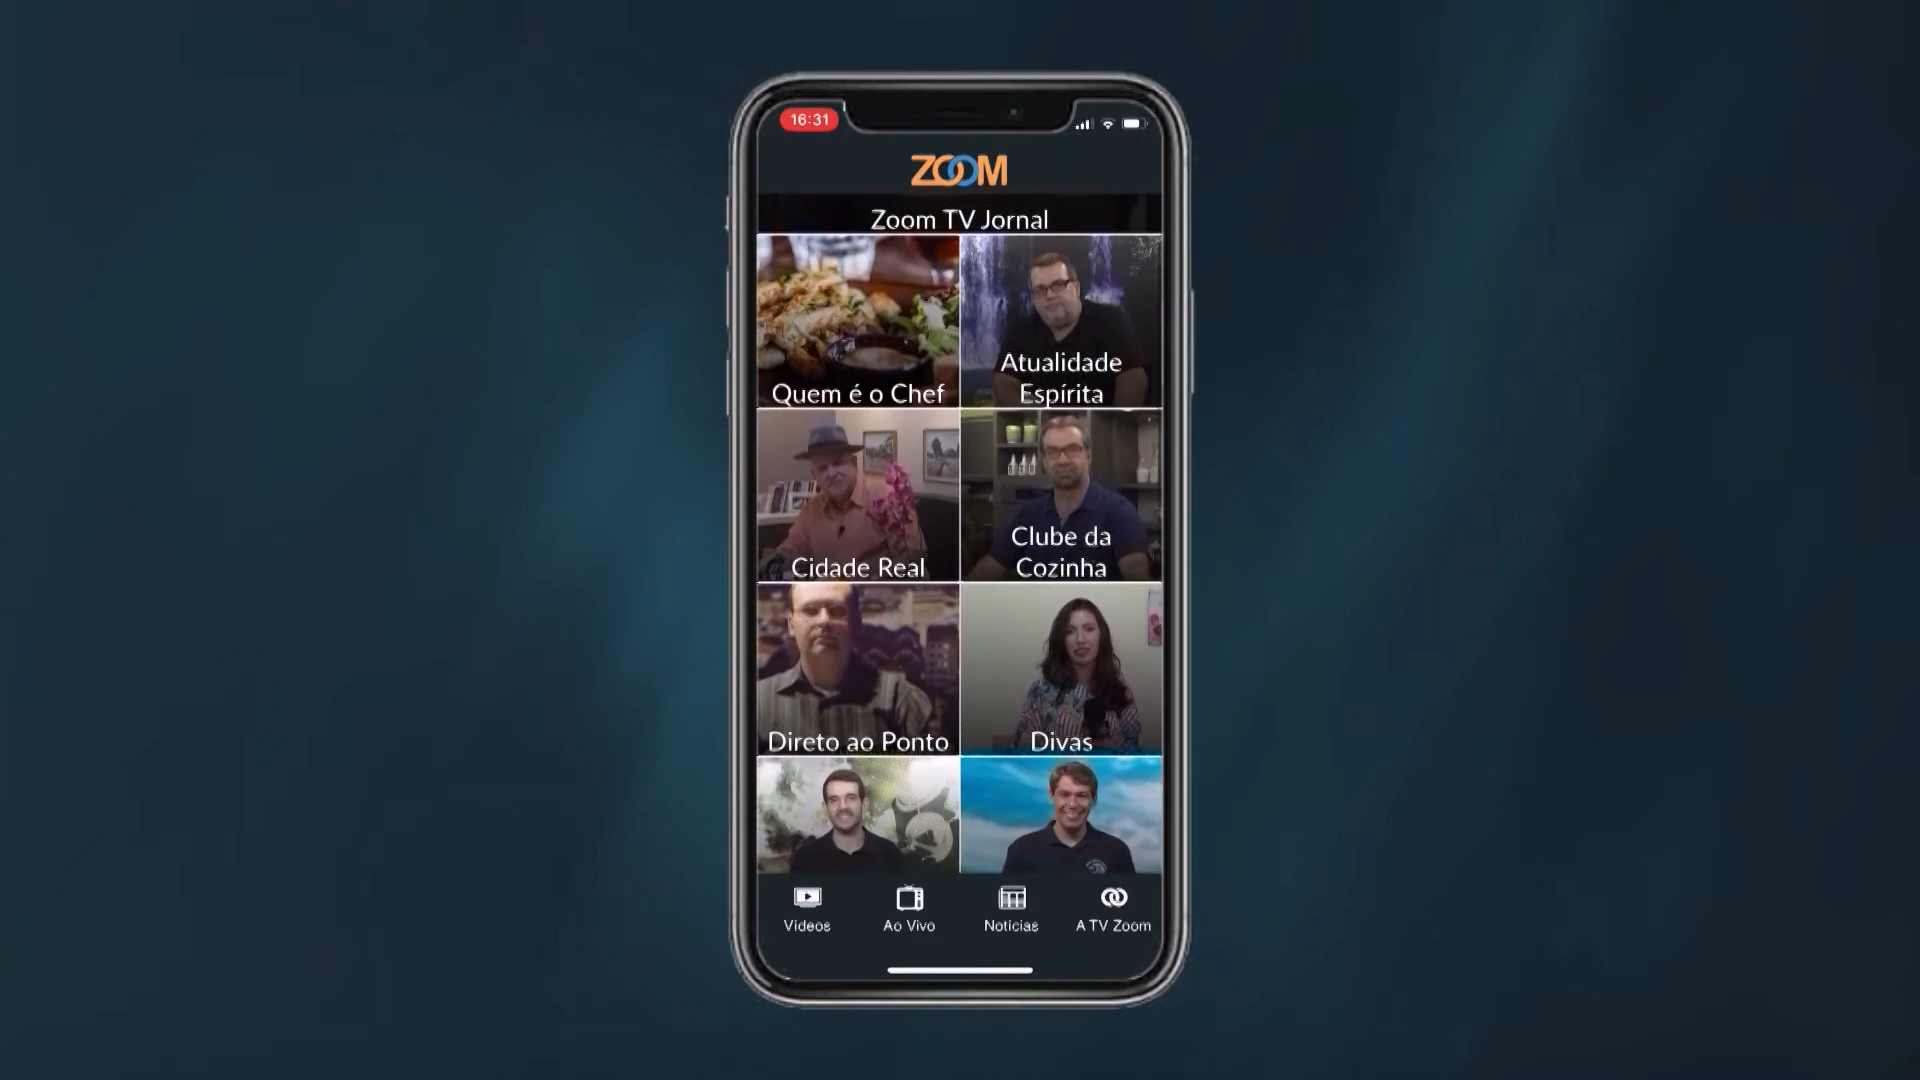 16:31
ZOOM
Zoom TV Jornal
Quem é o Chef
Atualidade
Espírita
Cidade Real
Clube da
Cozinha
Direto ao Ponto
Divas
Vídeos
Ao Vivo
Notícias
A TV Zoom